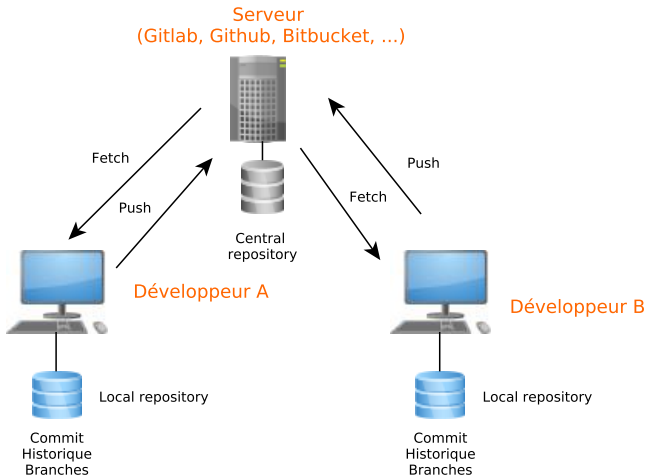 Serveur
(Gitlab, Github, Bitbucket, ...)
Fetch
Push
Push
Fetch
Central
repository
Développeur A
Développeur B
Local repository
Local repository
Commit
Historique
Branches
Commit
Historique
Branches